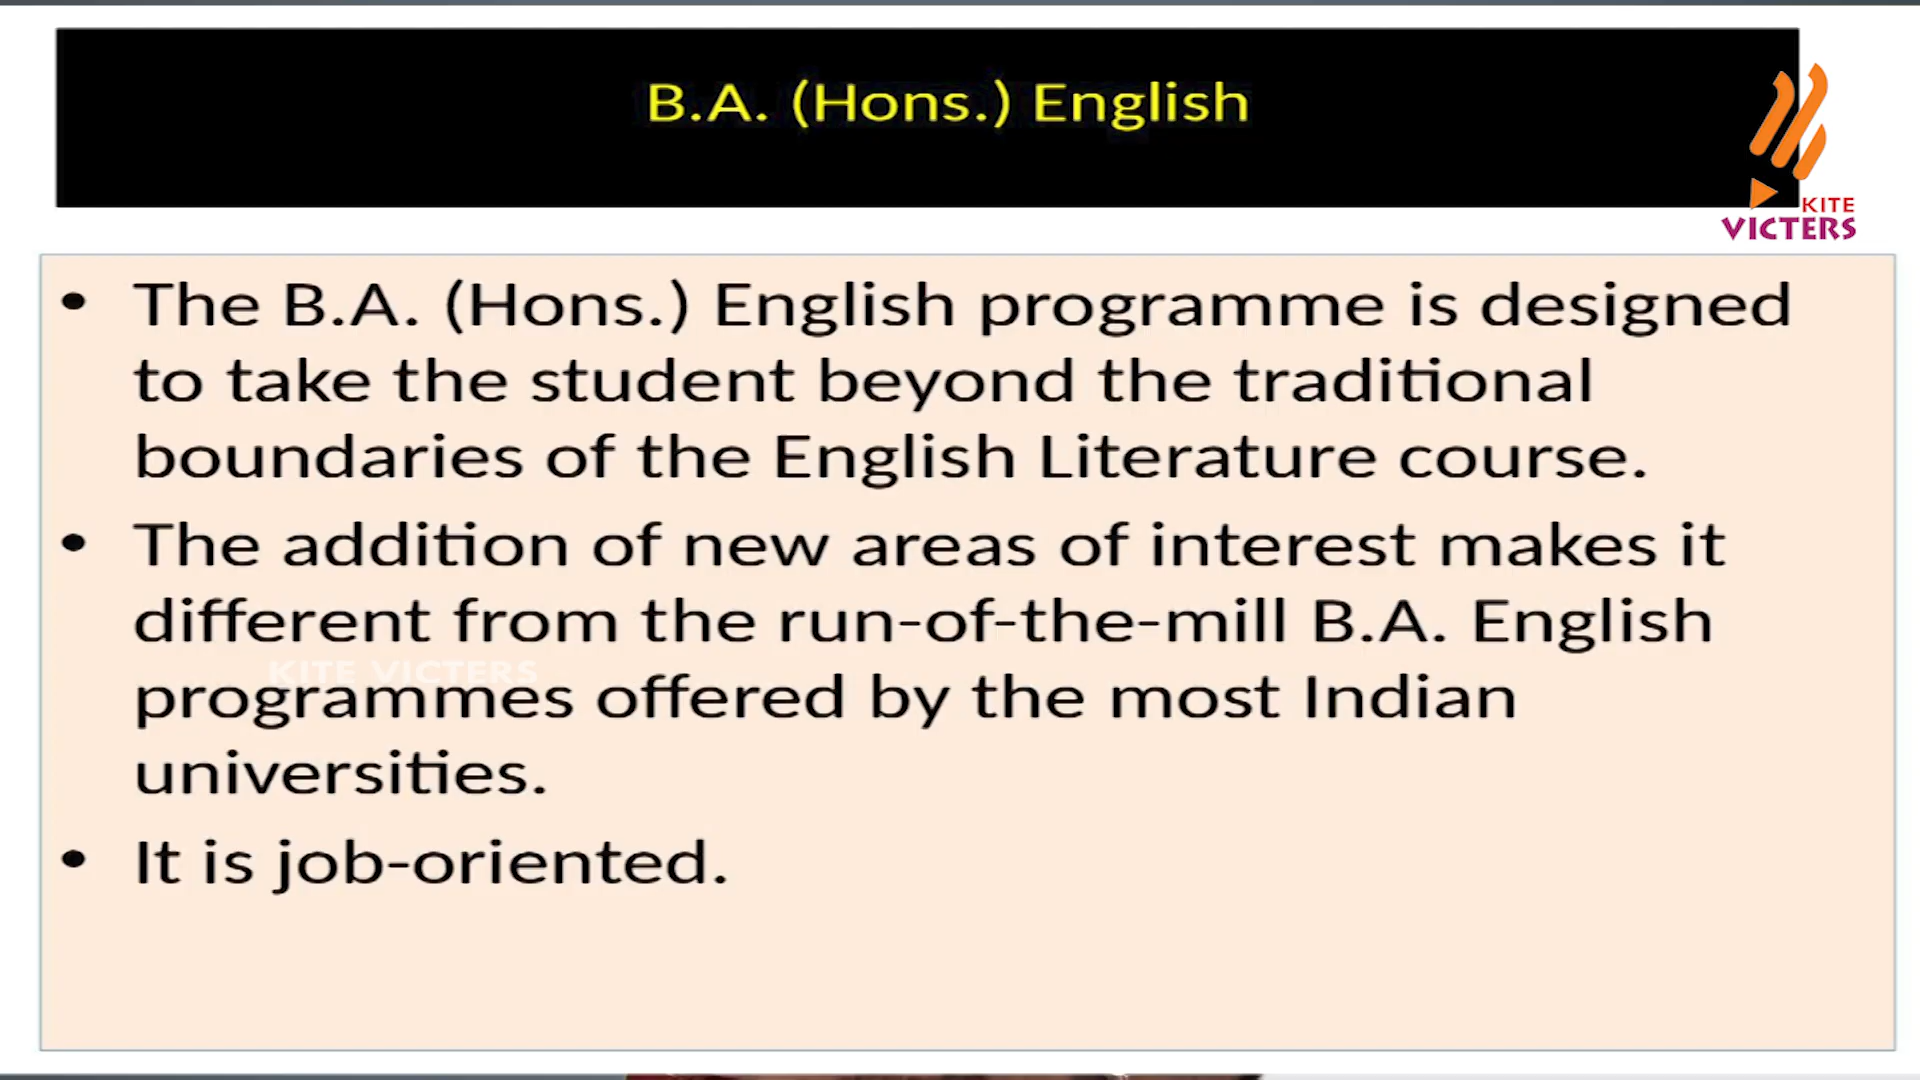 B.A. (Hons.) English
KITE
VICTERS
• The B.A. (Hons.) English programme is designed
to take the student beyond the traditional
boundaries of the English Literature course.
• The addition of new areas of interest makes it
different from the run-of-the-mill B.A. English
KITE VICTERS
programmes offered by the most Indian
universities.
• It is job-oriented.